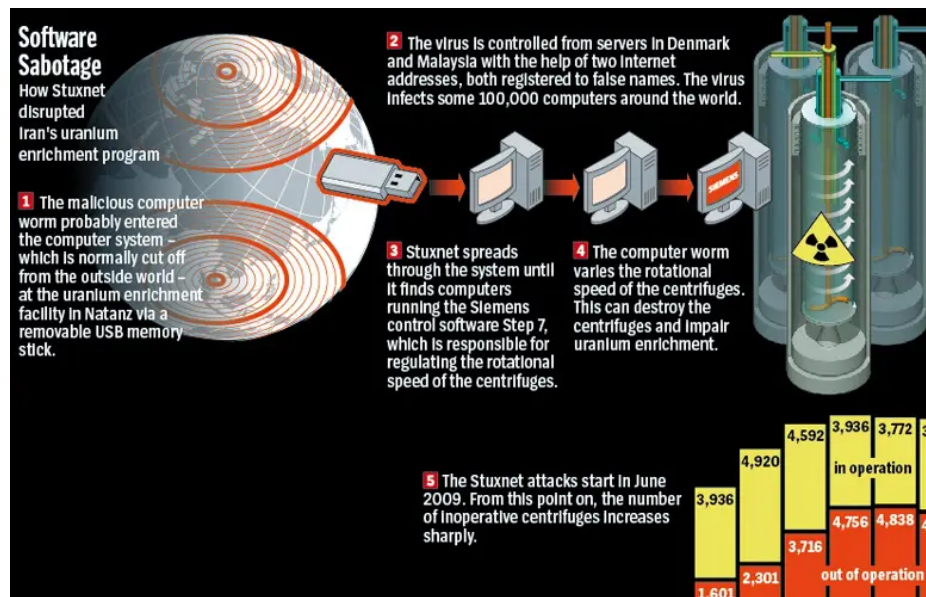 Software
Sabotage
How Stuxnet
disrupted
Iran's uranium
enrichment program
1 The malicious computer
worm probably entered
the computer system –
which is normally cut off
from the outside world –
at the uranium enrichment
facility in Natanz via a
removable USB memory
stick.
2 The virus is controlled from servers in Denmark
and Malaysia with the help of two Internet
addresses, both registered to false names. The virus
infects some 100,000 computers around the world.
SIEMENS
3 Stuxnet spreads
through the system until
it finds computers
running the Siemens
control software Step 7,
which is responsible for
regulating the rotational
speed of the centrifuges.
4 The computer worm
varies the rotational
speed of the centrifuges.
This can destroy the
centrifuges and impair
uranium enrichment.
5 The Stuxnet attacks start in June
2009. From this point on, the number
of inoperative centrifuges increases
sharply.
3,936
4,920
4,592
3,936
3,772
in operation
1,601
2,301
3,716
4,756
4,838
out of operation